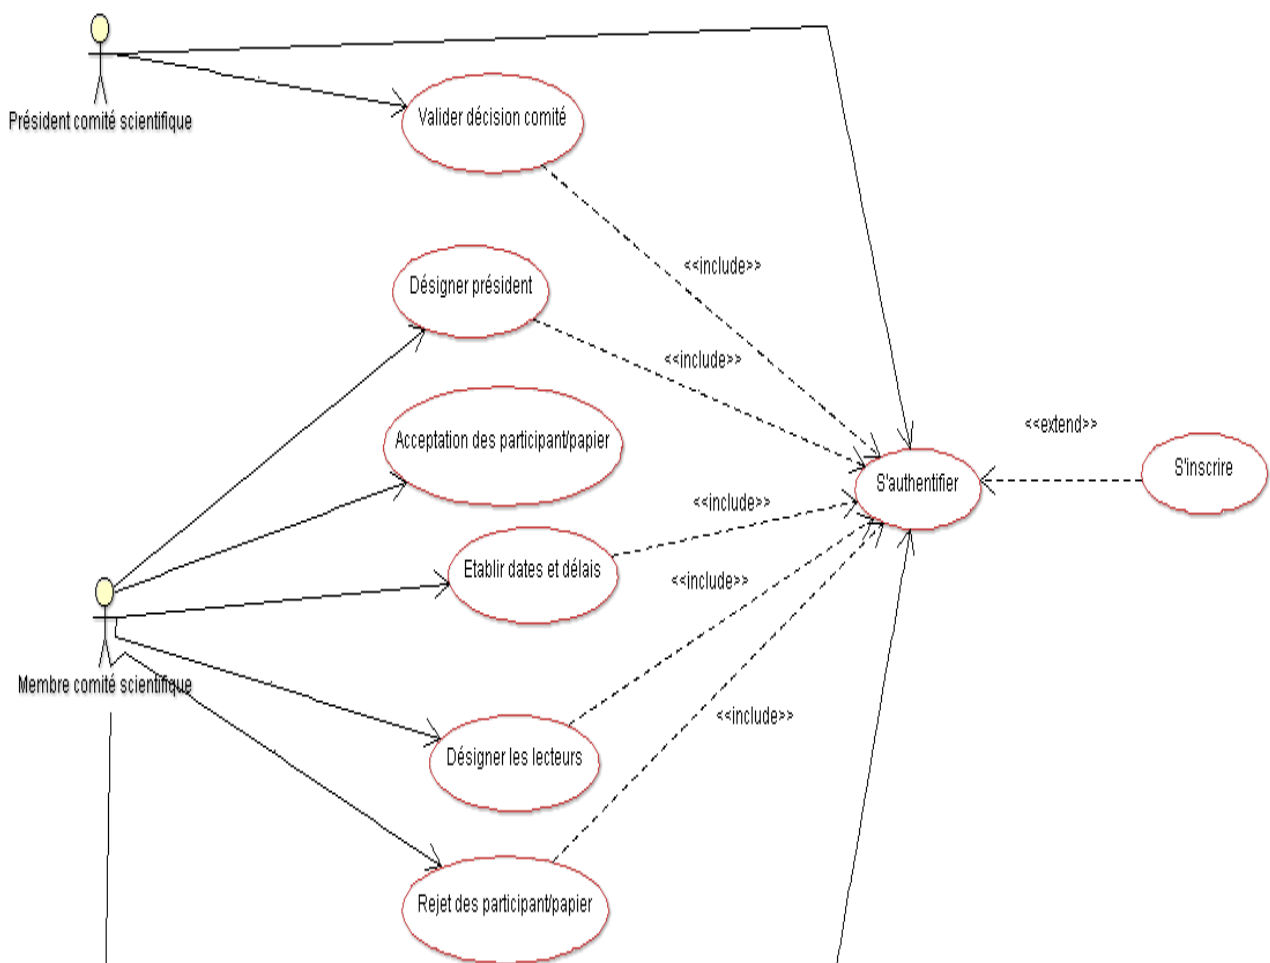 Président comité scientifique
Valider décision comité
<<include>>
Désigner président
<<include>>
Acceptation des participant/papier
<<extend>>
S'inscrire
S'authentifier
<<include>>
Etablir dates et délais
<<include>>
Membre comité scientifique
<<include>>
Désigner les lecteurs
Rejet des participant/papier